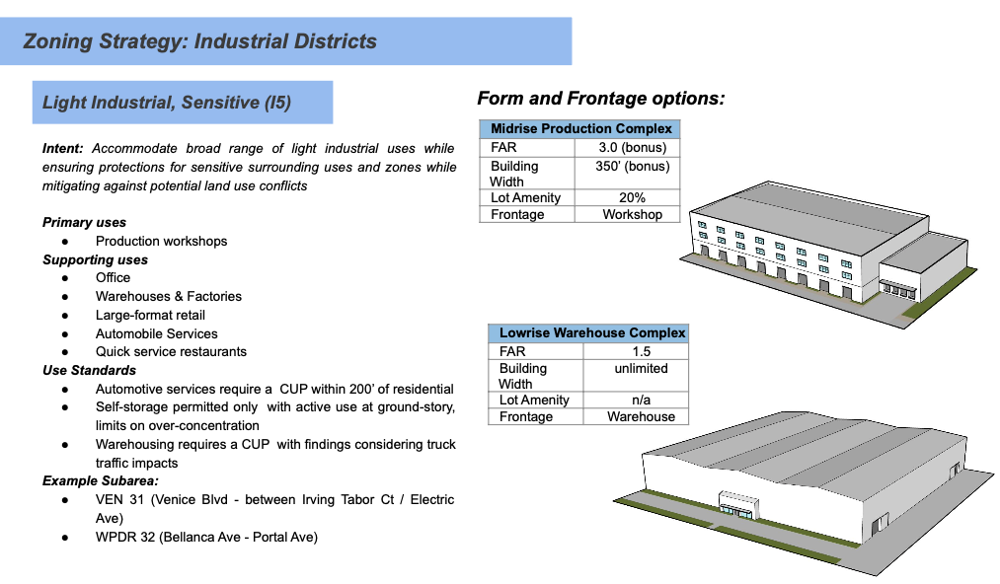 Zoning Strategy: Industrial Districts
Light Industrial, Sensitive (I5)
Intent: Accommodate broad range of light industrial uses while
ensuring protections for sensitive surrounding uses and zones while
mitigating against potential land use conflicts
Primary uses
● Production workshops
Supporting uses
● Office
● Warehouses & Factories
● Large-format retail
● Automobile Services
● Quick service restaurants
Use Standards
● Automotive services require a CUP within 200' of residential
● Self-storage permitted only with active use at ground-story,
limits on over-concentration
● Warehousing requires a CUP with findings considering truck
traffic impacts
Example Subarea:
● VEN 31 (Venice Blvd - between Irving Tabor Ct / Electric
Ave)
● WPDR 32 (Bellanca Ave - Portal Ave)
Form and Frontage options:
Midrise Production Complex
FAR 3.0 (bonus)
Building 350' (bonus)
Width
Lot Amenity 20%
Frontage Workshop
Lowrise Warehouse Complex
FAR 1.5
Building unlimited
Width
Lot Amenity n/a
Frontage Warehouse